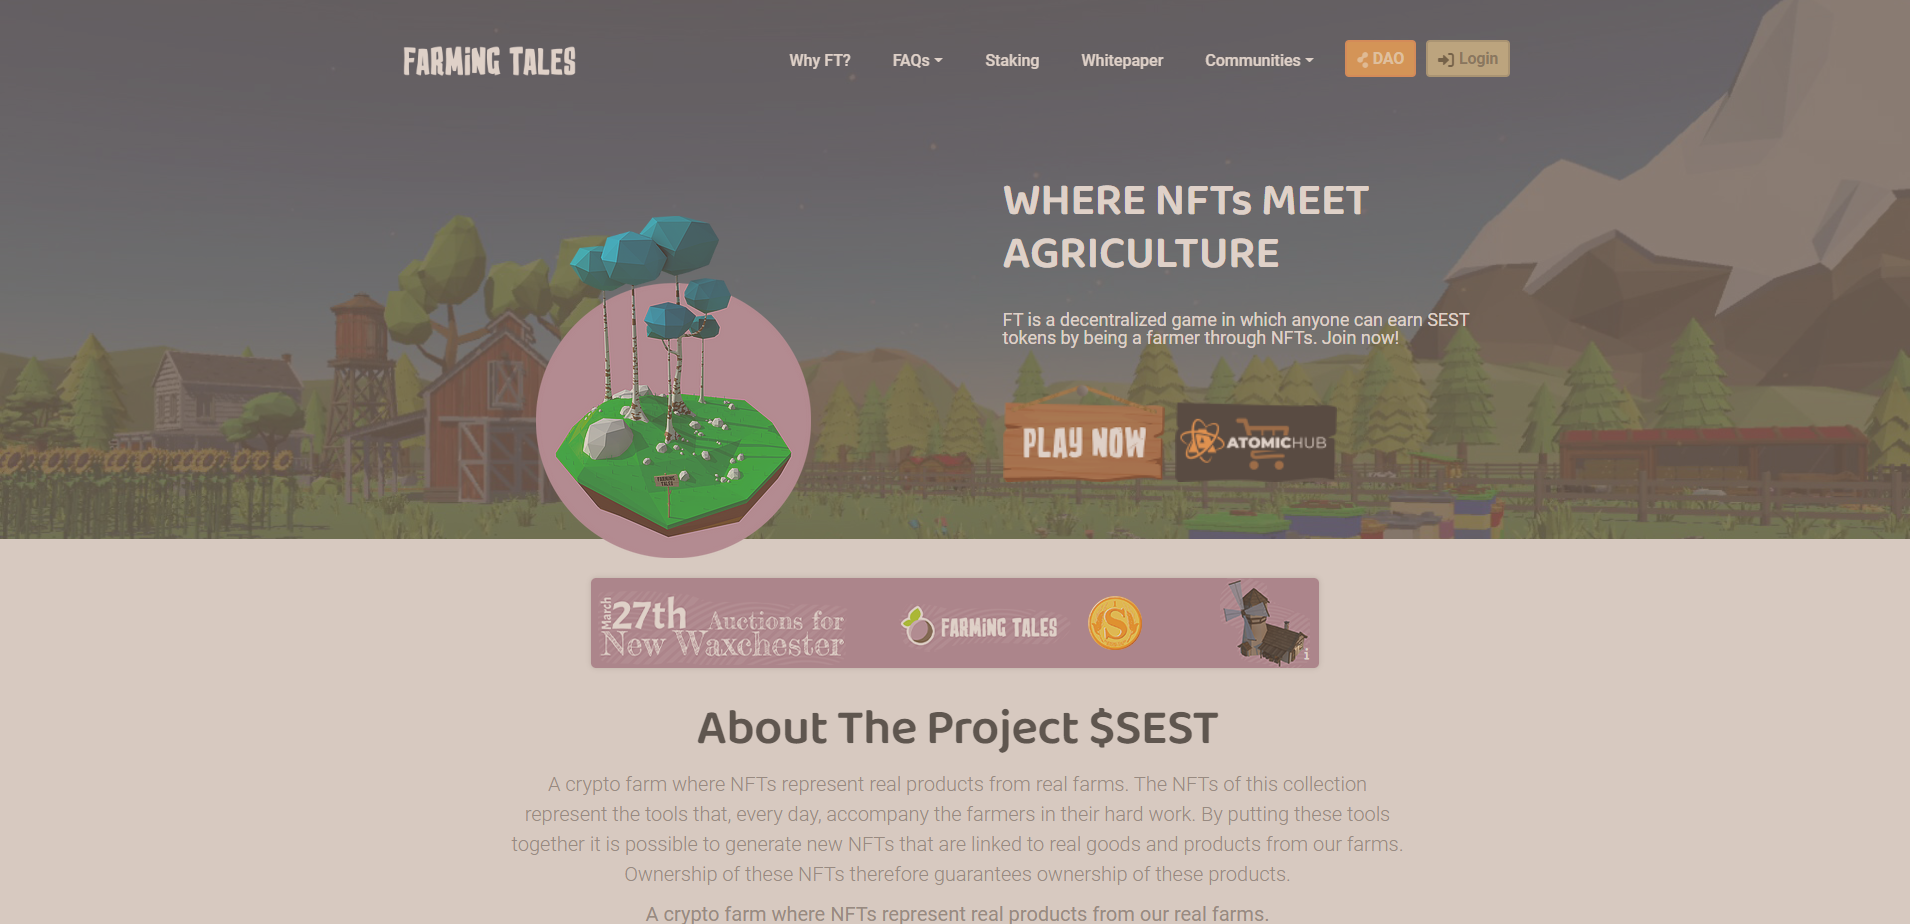 FARMING TALES
Why FT?
FAQs
Staking
Whitepaper
Communities
DAO
Login
WHERE NFTs MEET
AGRICULTURE
FT is a decentralized game in which anyone can earn SEST
tokens by being a farmer through NFTs. Join now!
PLAY NOW
ATOMICHUB
FARMING
TALES
March
27th Auctions for
New Waxchester
FARMING TALES
S
i
About The Project $SEST
A crypto farm where NFTs represent real products from real farms. The NFTs of this collection
represent the tools that, every day, accompany the farmers in their hard work. By putting these tools
together it is possible to generate new NFTs that are linked to real goods and products from our farms.
Ownership of these NFTs therefore guarantees ownership of these products.
A crypto farm where NFTs represent real products from our real farms.